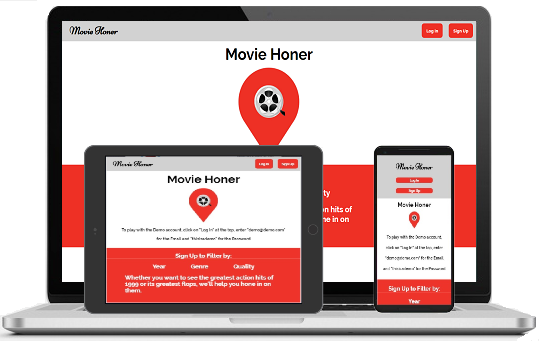 Movie Honer
Log In
Sign Up
Movie Honer
hit of
ne in on
Movie Honer
Log In
Sign Up
Movie Honer
To play with the Demo account, click on "Log In" at the top, enter "demo@demo.com"
for the Email and
for the Password
Sign Up to Filter by:
Year Genre Quality
Whether you want to see the greatest action hits of
1999 or its greatest flops, we'll help you hone in on
them.
Movie Honer
Log In
Sign Up
Movie Honer
To play with the Demo account,
click on "Log In" at the top, enter
"demo@demo.com" for the Email,
and
for the Password
Sign Up to Filter by:
Year